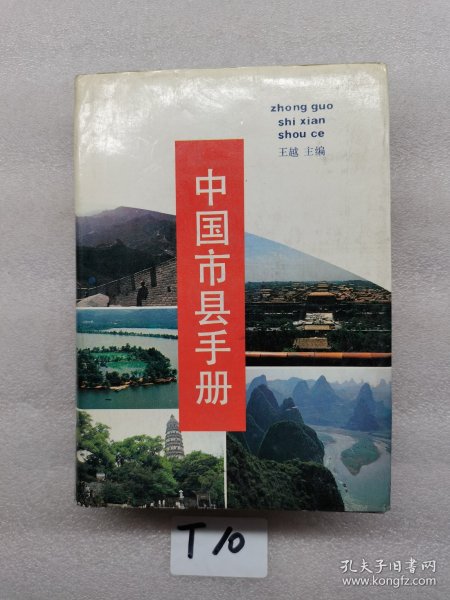 zhong guo
shi xian
shou ce
王越 主编
中国市县手册
T10
孔夫子旧书网
www.kongfz.com